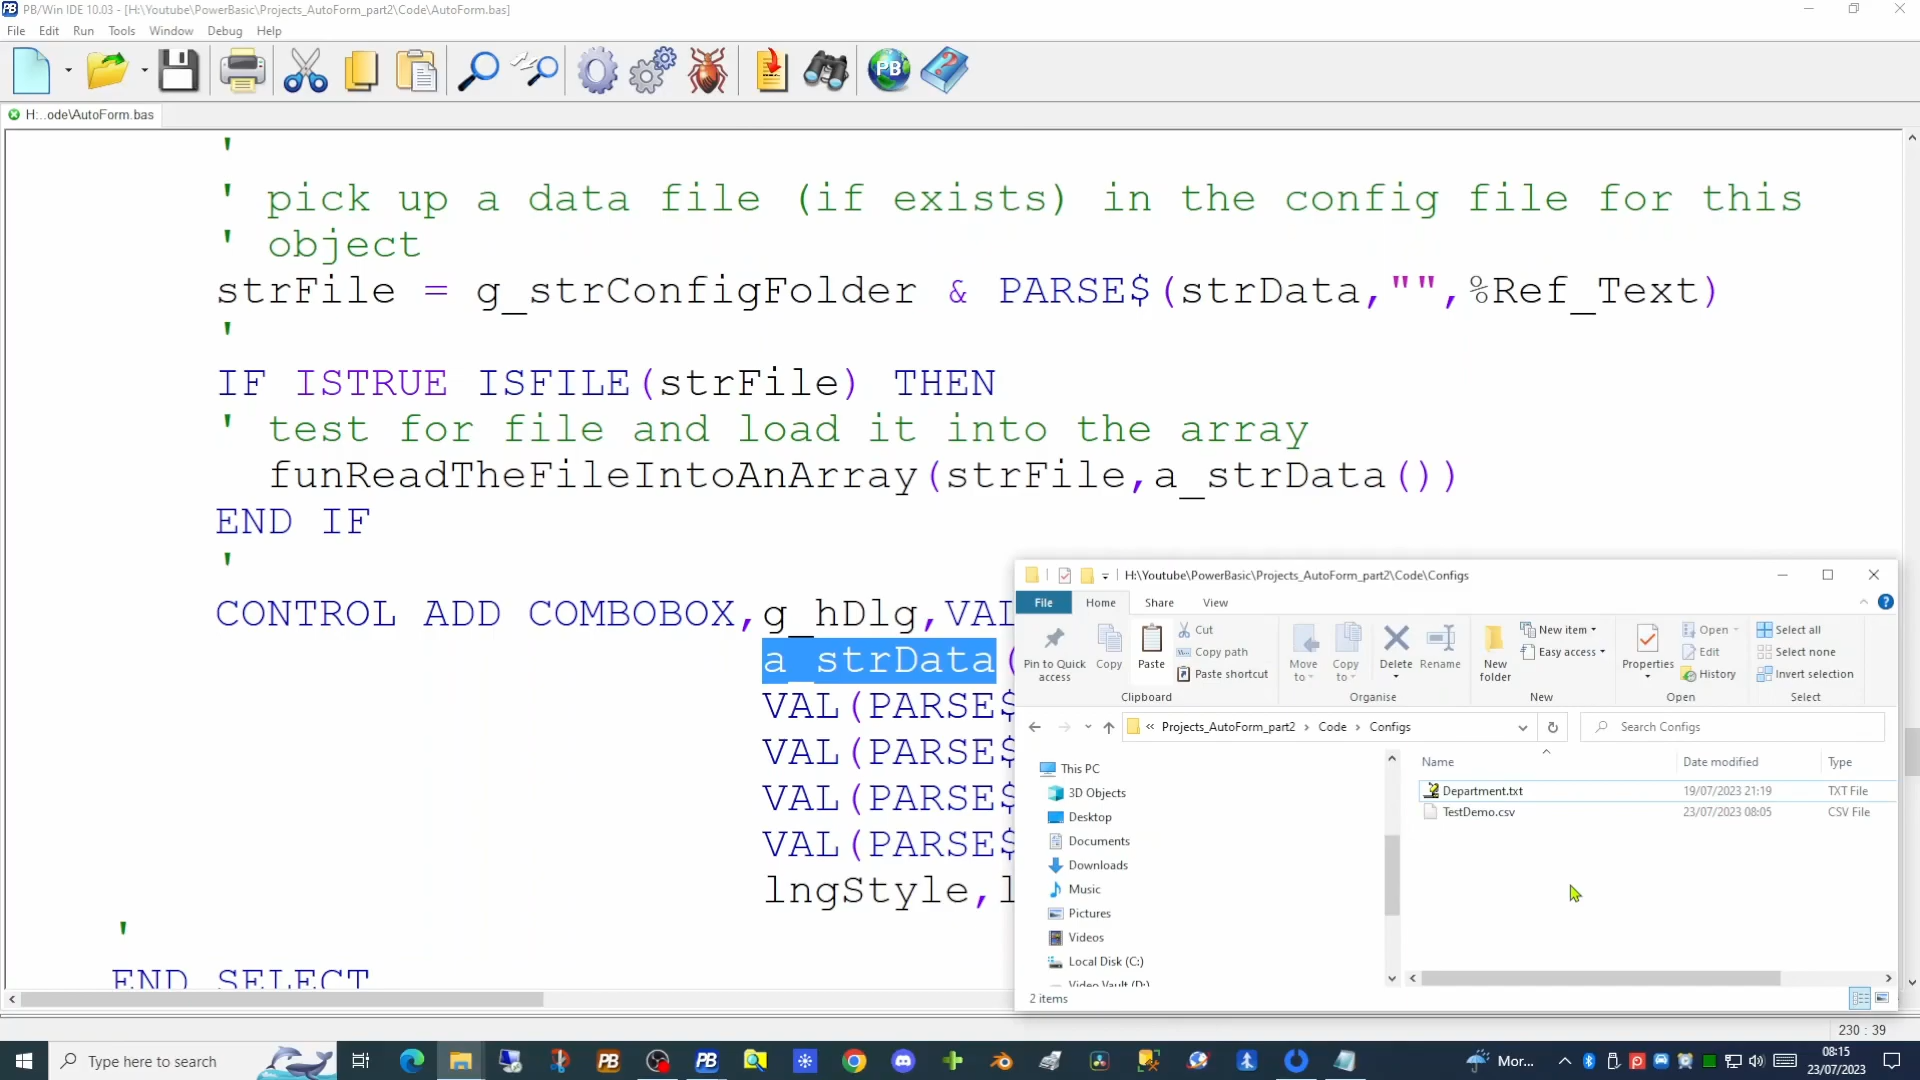 PB/Win IDE 10.03 - [H:\Youtube\PowerBasic\Projects_AutoForm_part2\Code\AutoForm.bas]
File Edit Run Tools Window Debug Help
H:..ode\AutoForm.bas
'
' pick up a data file (if exists) in the config file for this
' object
strFile = g_strConfigFolder & PARSE$(strData,"",%Ref_Text)
'
IF ISTRUE ISFILE(strFile) THEN
' test for file and load it into the array
funReadTheFileIntoAnArray(strFile,a_strData())
END IF
'
CONTROL ADD COMBOBOX,g_hDlg,VAL
a_strData(
VAL(PARSE$
VAL(PARSE$
VAL(PARSE$
VAL(PARSE$
lngStyle,l
'
END SELECT
230 : 39
H:\Youtube\PowerBasic\Projects_AutoForm_part2\Code\Configs
File Home Share View
Pin to Quick access
Copy
Paste
Cut
Copy path
Paste shortcut
Clipboard
Move to
Copy to
Delete
Rename
Organise
New folder
New item
Easy access
New
Properties
Open
Edit
History
Open
Select all
Select none
Invert selection
Select
« Projects_AutoForm_part2 › Code › Configs
Search Configs
This PC
3D Objects
Desktop
Documents
Downloads
Music
Pictures
Videos
Local Disk (C:)
Video Vault (D:)
Name Date modified Type
Department.txt 19/07/2023 21:19 TXT File
TestDemo.csv 23/07/2023 08:05 CSV File
2 items
Type here to search
PB
PB
Mor...
08:15
23/07/2023